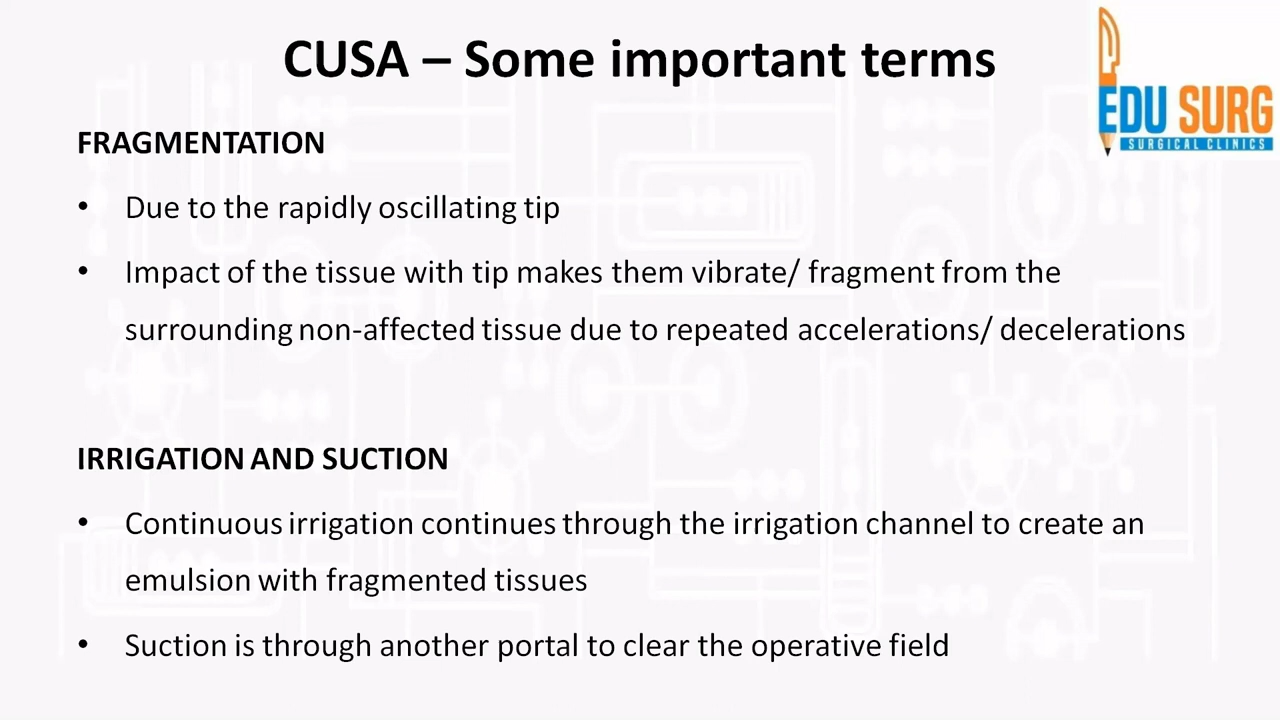 CUSA – Some important terms
EDU SURG
SURGICAL CLINICS
FRAGMENTATION
• Due to the rapidly oscillating tip
• Impact of the tissue with tip makes them vibrate/ fragment from the
surrounding non-affected tissue due to repeated accelerations/ decelerations
IRRIGATION AND SUCTION
• Continuous irrigation continues through the irrigation channel to create an
emulsion with fragmented tissues
• Suction is through another portal to clear the operative field